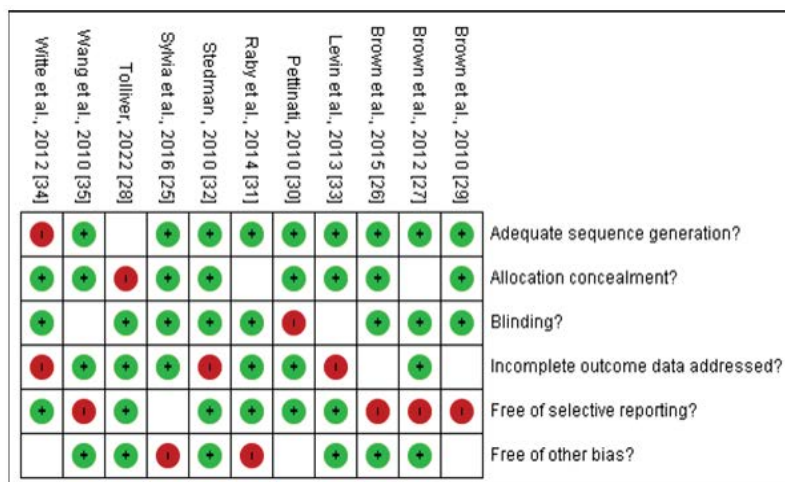 Witte et al., 2012 [34]
Wang et al., 2010 [35]
Tolliver, 2022 [28]
Sylvia et al., 2016 [25]
Stedman , 2010 [32]
Raby et al., 2014 [31]
Pettinati, 2010 [30]
Levin et al., 2013 [33]
Brown et al., 2015 [26]
Brown et al., 2012 [27]
Brown et al., 2010 [29]
– + + + + + + + + + Adequate sequence generation?
+ + – + + + + + + Allocation concealment?
+ + + + + – + + + Blinding?
– + + + – + + – + Incomplete outcome data addressed?
+ – + + + + + – – – Free of selective reporting?
+ + – + – + + + Free of other bias?